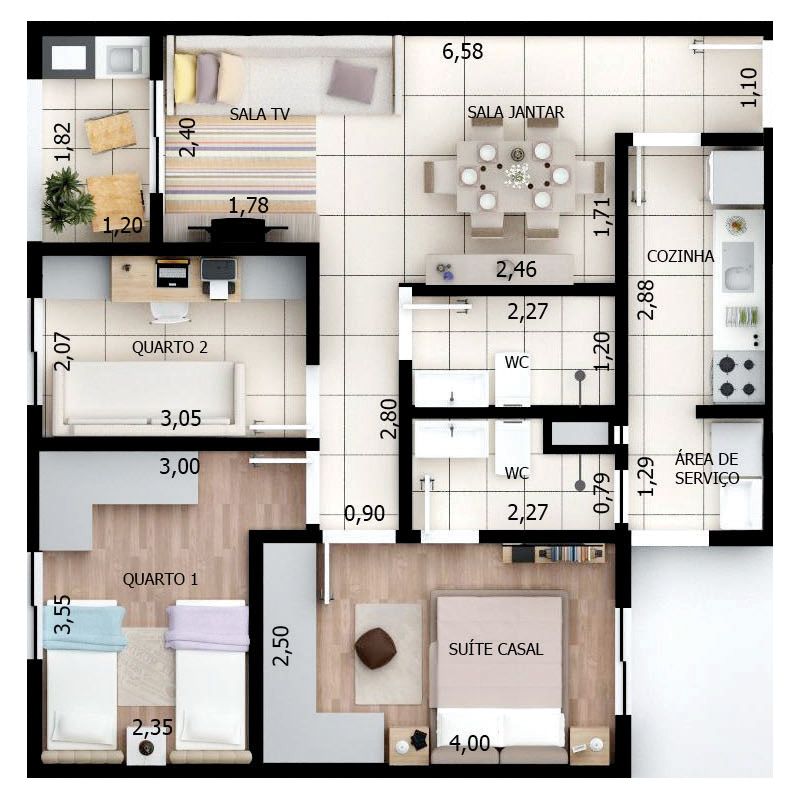 6,58
SALA TV
SALA JANTAR
1,10
1,82
2,40
1,78
1,20
1,71
2,46
COZINHA
2,88
2,27
QUARTO 2
2,07
WC
1,20
3,05
2,80
3,00
WC
ÁREA DE
SERVIÇO
1,29
0,79
0,90
2,27
QUARTO 1
3,55
2,50
SUÍTE CASAL
2,35
4,00